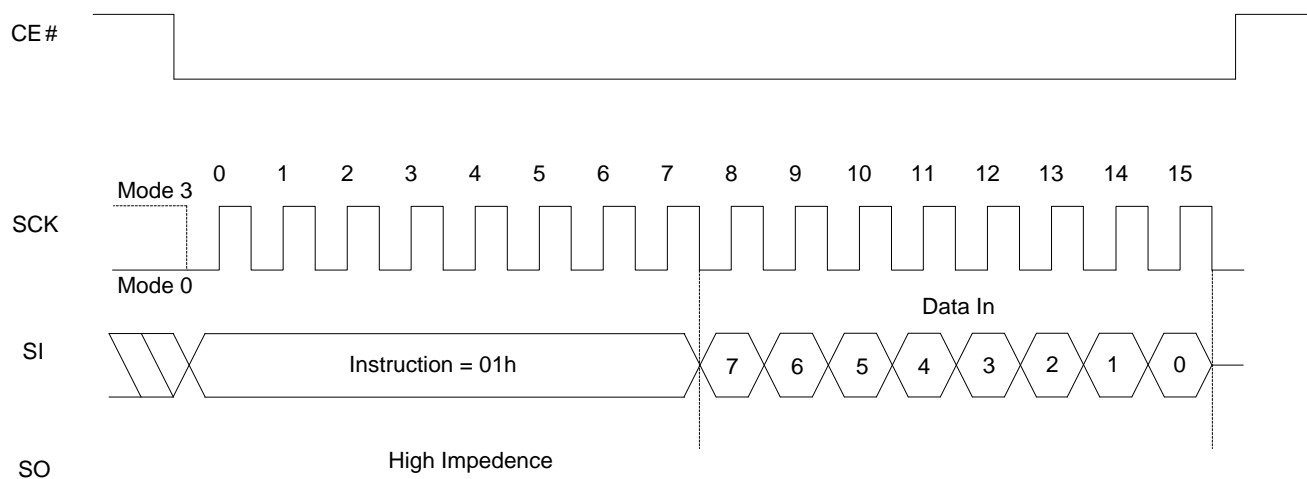 CE #
0 1 2 3 4 5 6 7 8 9 10 11 12 13 14 15
Mode 3
SCK
Mode 0
Data In
SI
Instruction = 01h
7 6 5 4 3 2 1 0
High Impedence
SO